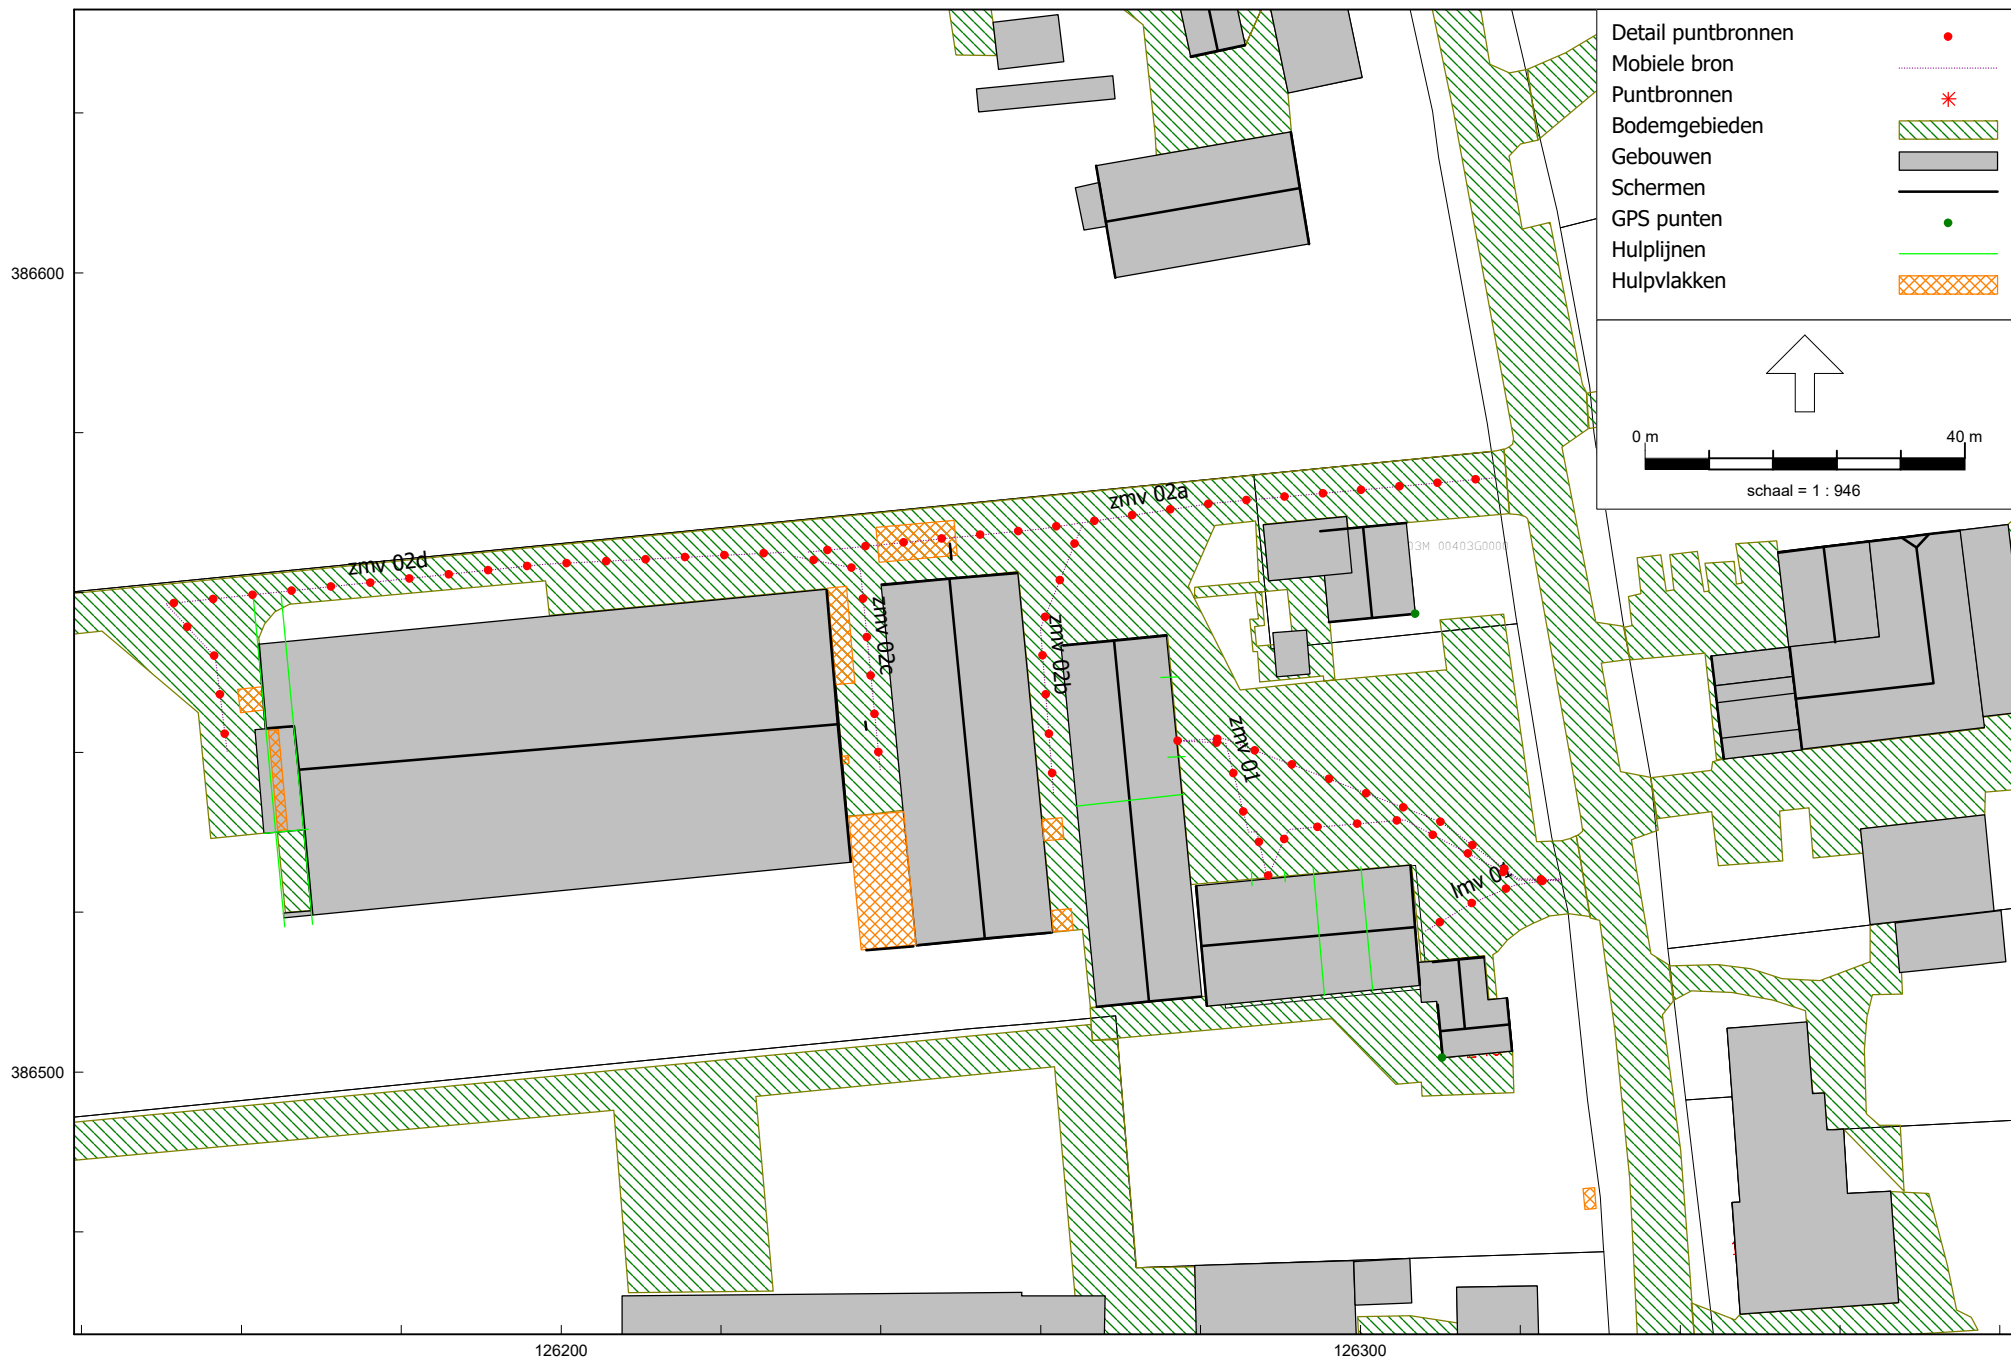 Detail puntbronnen
Mobiele bron
Puntbronnen
Bodemgebieden
Gebouwen
Schermen
GPS punten
Hulplijnen
Hulpvlakken
0 m
40 m
schaal = 1 : 946
386600
zmv 02a
zmv 02d
zmv 02c
zmv 02b
zmv 01
lmv 01
386500
126200
126300